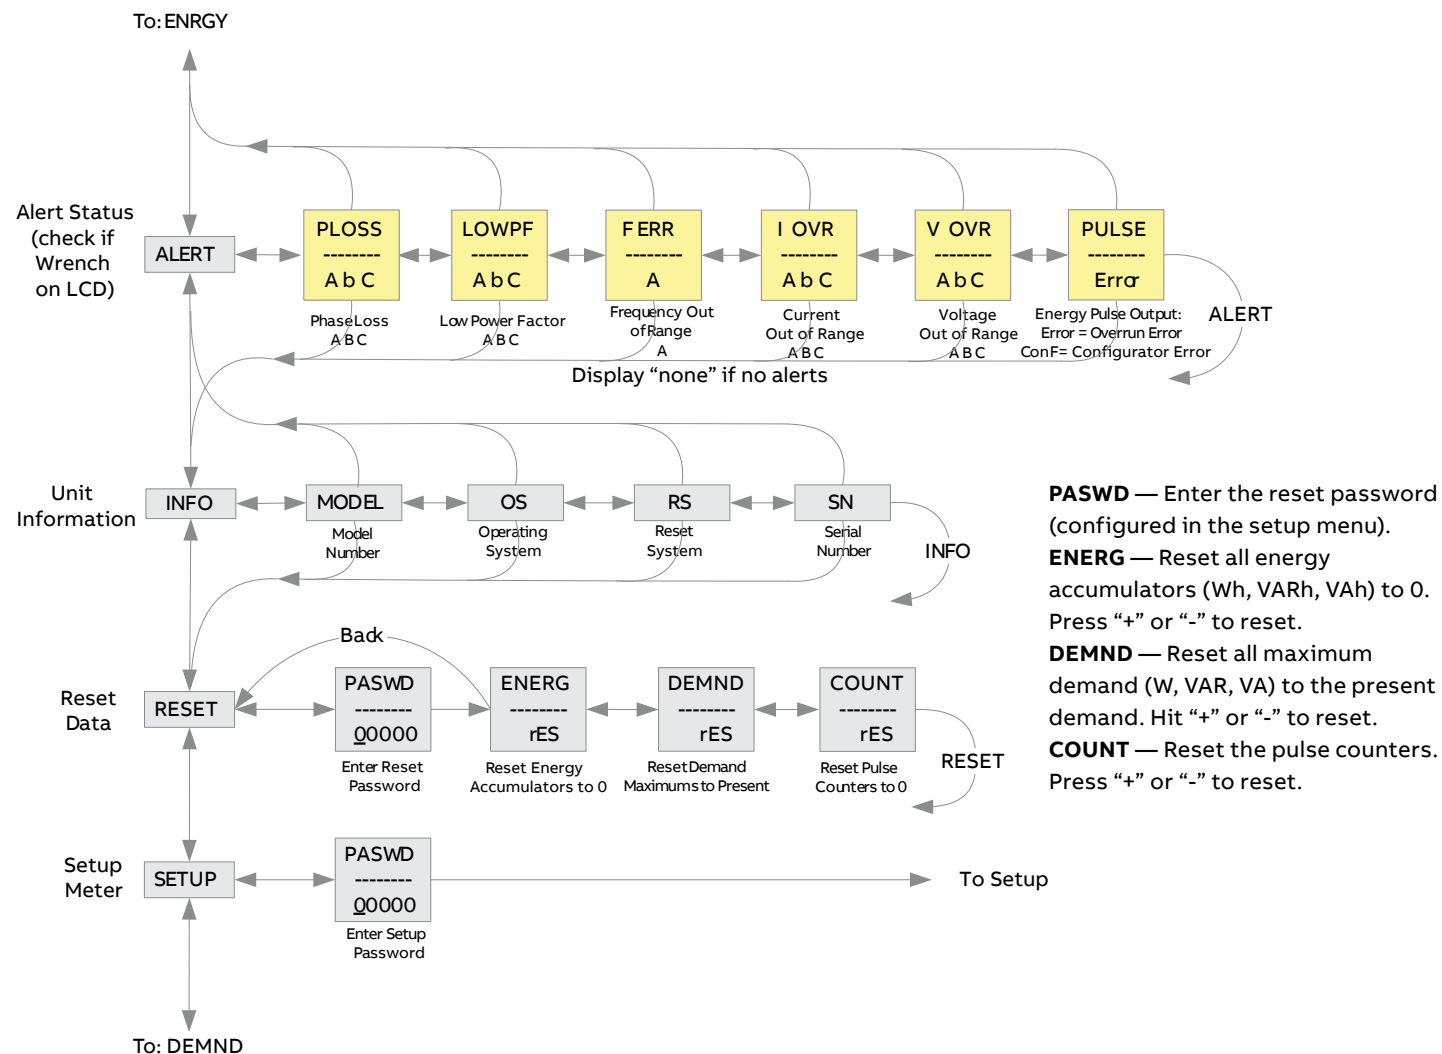 To: ENRGY
Alert Status
(check if
Wrench
on LCD)
ALERT
PLOSS
--------
A b C
Phase Loss
A B C
LOWPF
--------
A b C
Low Power Factor
A B C
F ERR
--------
A
Frequency Out
of Range
A
I OVR
--------
A b C
Current
Out of Range
A B C
V OVR
--------
A b C
Voltage
Out of Range
A B C
PULSE
--------
Error
Energy Pulse Output:
Error = Overrun Error
ConF= Configurator Error
ALERT
Display “none” if no alerts
Unit
Information
INFO
MODEL
Model
Number
OS
Operating
System
RS
Reset
System
SN
Serial
Number
INFO
Reset
Data
RESET
Back
PASWD
--------
00000
Enter Reset
Password
ENERG
--------
rES
Reset Energy
Accumulators to 0
DEMND
--------
rES
Reset Demand
Maximums to Present
COUNT
--------
rES
Reset Pulse
Counters to 0
RESET
Setup
Meter
SETUP
PASWD
--------
00000
Enter Setup
Password
To Setup
To: DEMND
PASWD — Enter the reset password
(configured in the setup menu).
ENERG — Reset all energy
accumulators (Wh, VARh, VAh) to 0.
Press “+” or “-” to reset.
DEMND — Reset all maximum
demand (W, VAR, VA) to the present
demand. Hit “+” or “-” to reset.
COUNT — Reset the pulse counters.
Press “+” or “-” to reset.